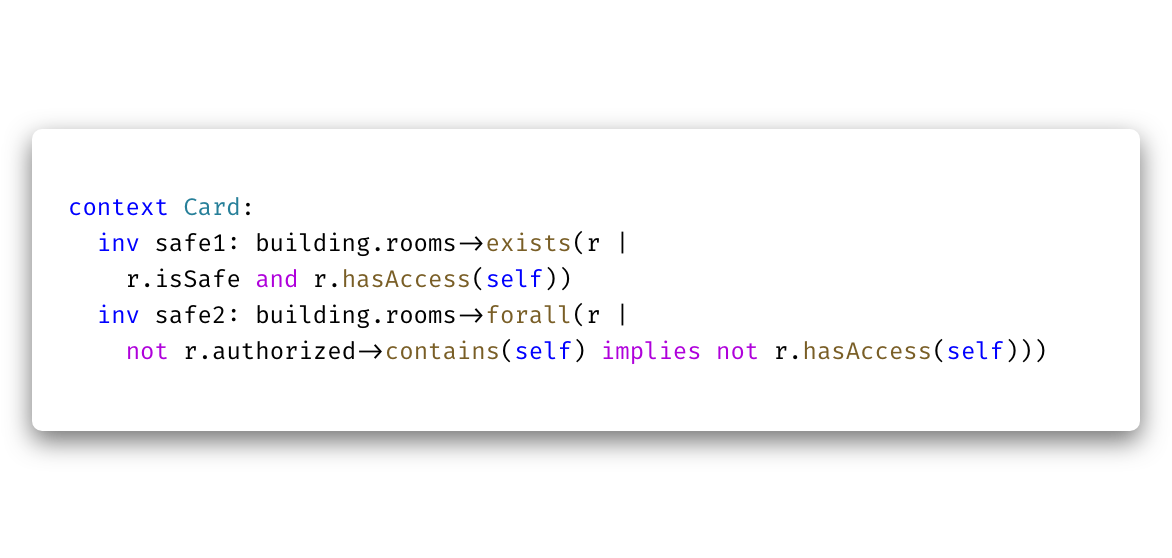 context Card:
  inv safe1: building.rooms->exists(r |
    r.isSafe and r.hasAccess(self))
  inv safe2: building.rooms->forall(r |
    not r.authorized->contains(self) implies not r.hasAccess(self)))